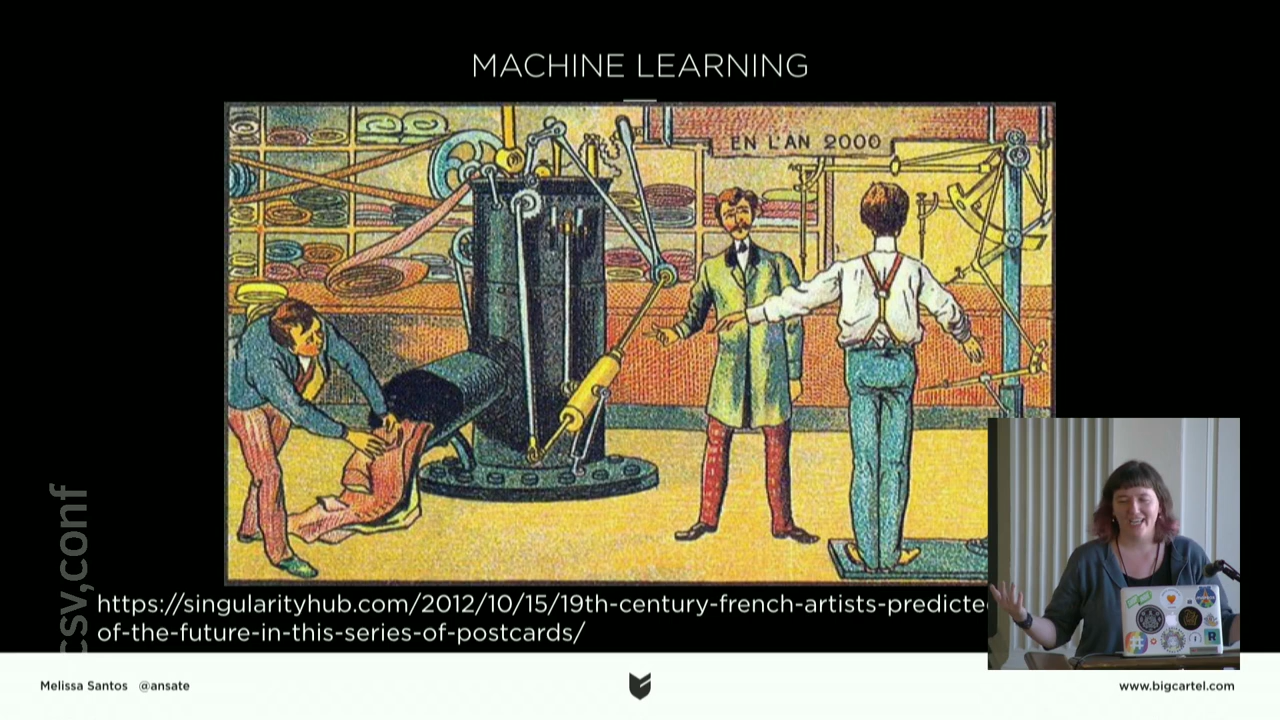 MACHINE LEARNING
EN L'AN 2000
https://singularityhub.com/2012/10/15/19th-century-french-artists-predicted
of-the-future-in-this-series-of-postcards/
csv,conf
Melissa Santos @ansate
www.bigcartel.com
R